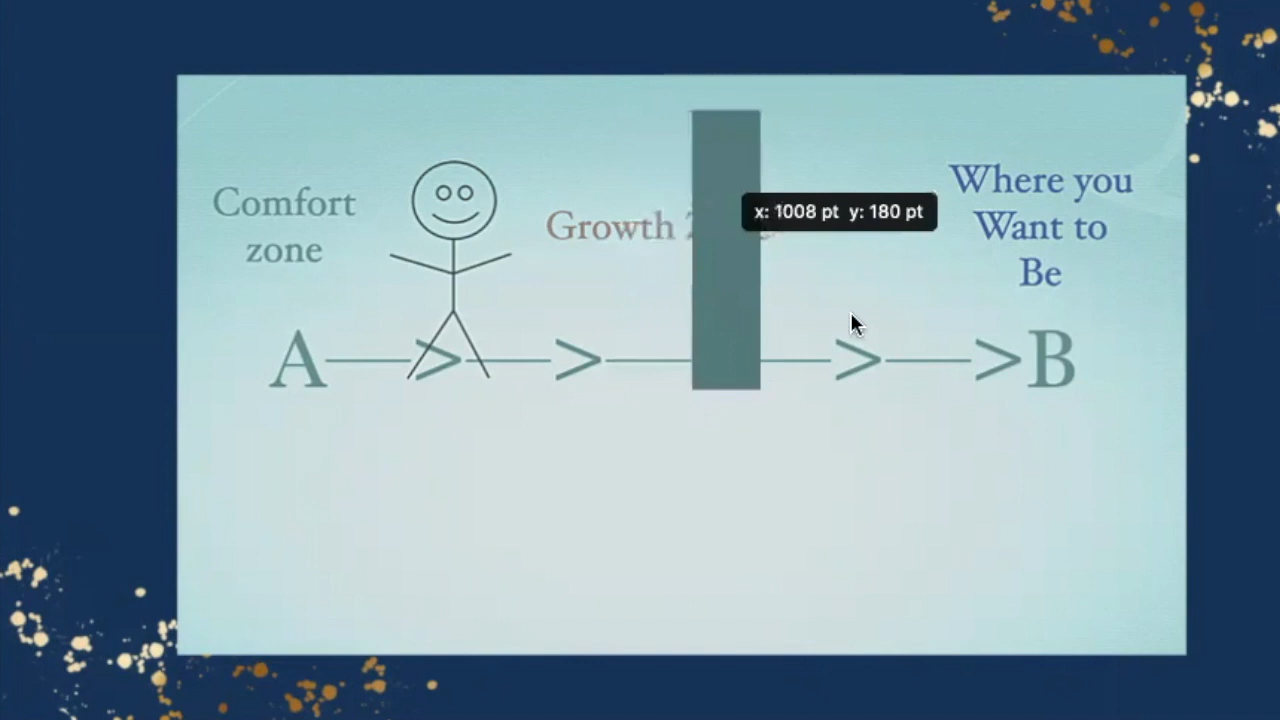 Comfort
zone
Growth
Where you
Want to
Be
x: 1008 pt y: 180 pt
A > > > > B